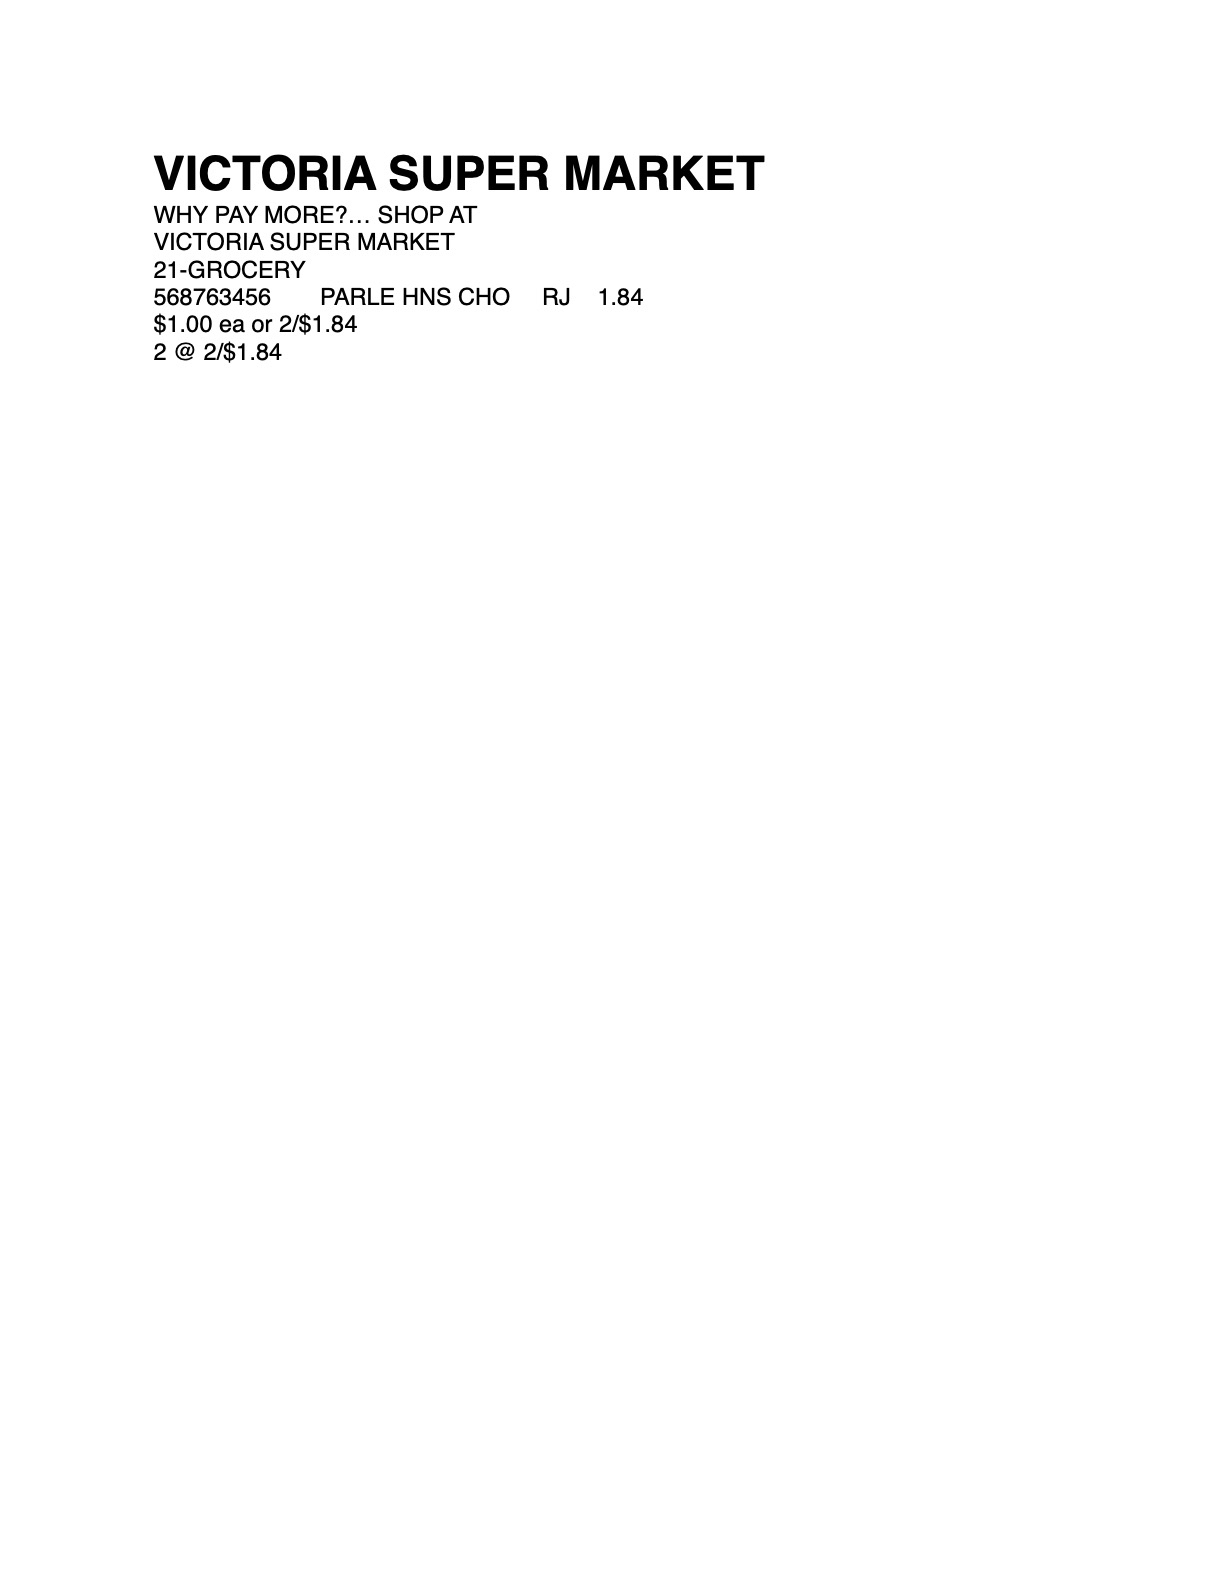 VICTORIA SUPER MARKET
WHY PAY MORE?… SHOP AT
VICTORIA SUPER MARKET
21-GROCERY
568763456 PARLE HNS CHO RJ 1.84
$1.00 ea or 2/$1.84
2 @ 2/$1.84